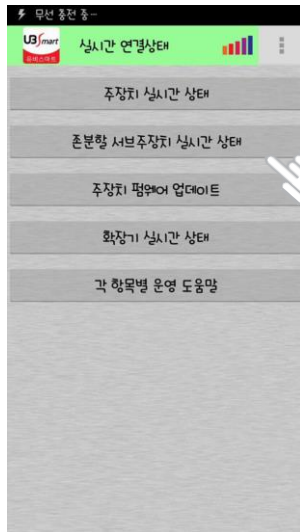 무선 충전 중…
UBSmart
유비스마트
실시간 연결상태
주장치 실시간 상태
존분할 서브주장치 실시간 상태
주장치 펌웨어 업데이트
확장기 실시간 상태
각 항목별 운영 도움말